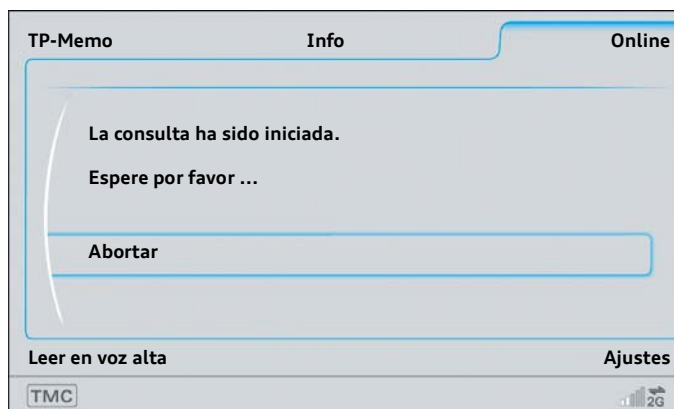 TP-Memo Info Online
La consulta ha sido iniciada.
Espere por favor ...
Abortar
Leer en voz alta Ajustes
TMC 2G